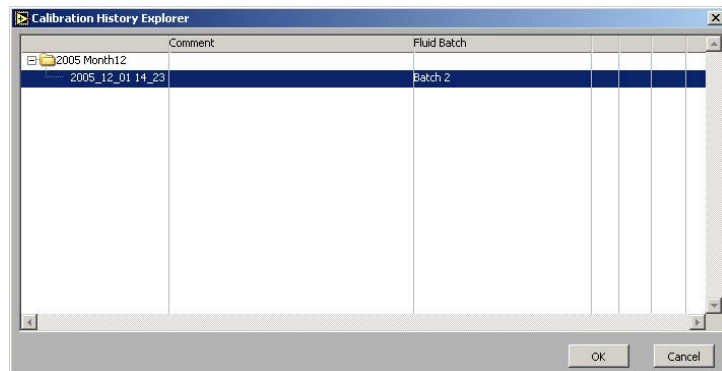 Calibration History Explorer
Comment Fluid Batch
2005 Month12
2005_12_01 14_23 Batch 2
OK Cancel